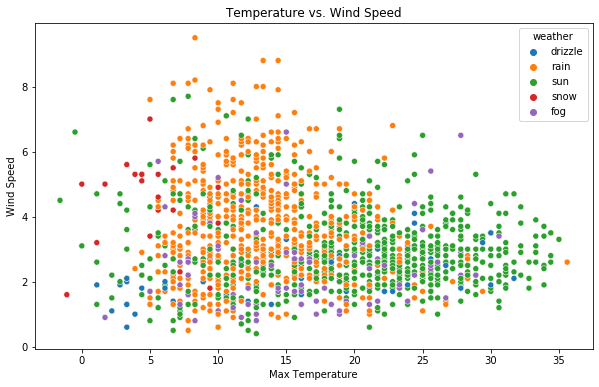 Temperature vs. Wind Speed
weather
drizzle
rain
sun
snow
fog
Wind Speed
8
6
4
2
0
0 5 10 15 20 25 30 35
Max Temperature